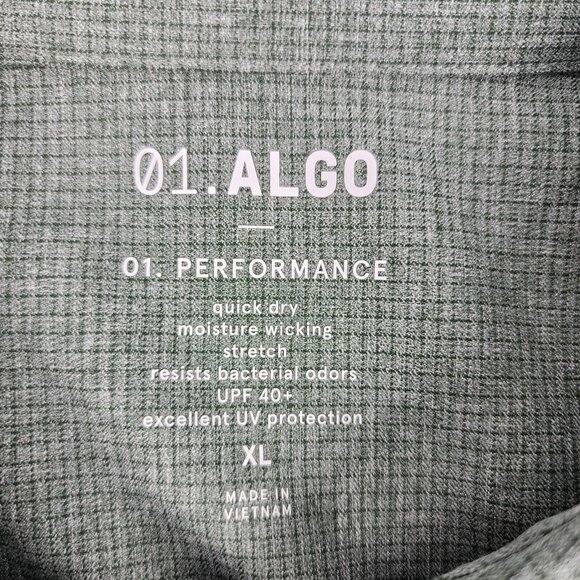 01.ALGO
01. PERFORMANCE
quick dry
moisture wicking
stretch
resists bacterial odors
UPF 40+
excellent UV protection
XL
MADE IN
VIETNAM